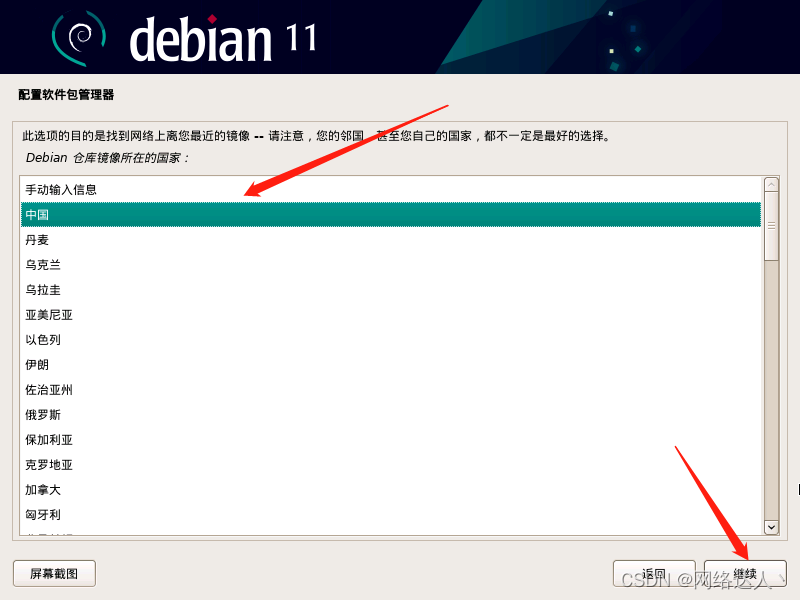 debian 11
配置软件包管理器
此选项的目的是找到网络上离您最近的镜像 -- 请注意，您的邻国，甚至您自己的国家，都不一定是最好的选择。
Debian 仓库镜像所在的国家：
手动输入信息
中国
丹麦
乌克兰
乌拉圭
亚美尼亚
以色列
伊朗
佐治亚州
俄罗斯
保加利亚
克罗地亚
加拿大
匈牙利
屏幕截图
返回
继续
CSDN @网络达人